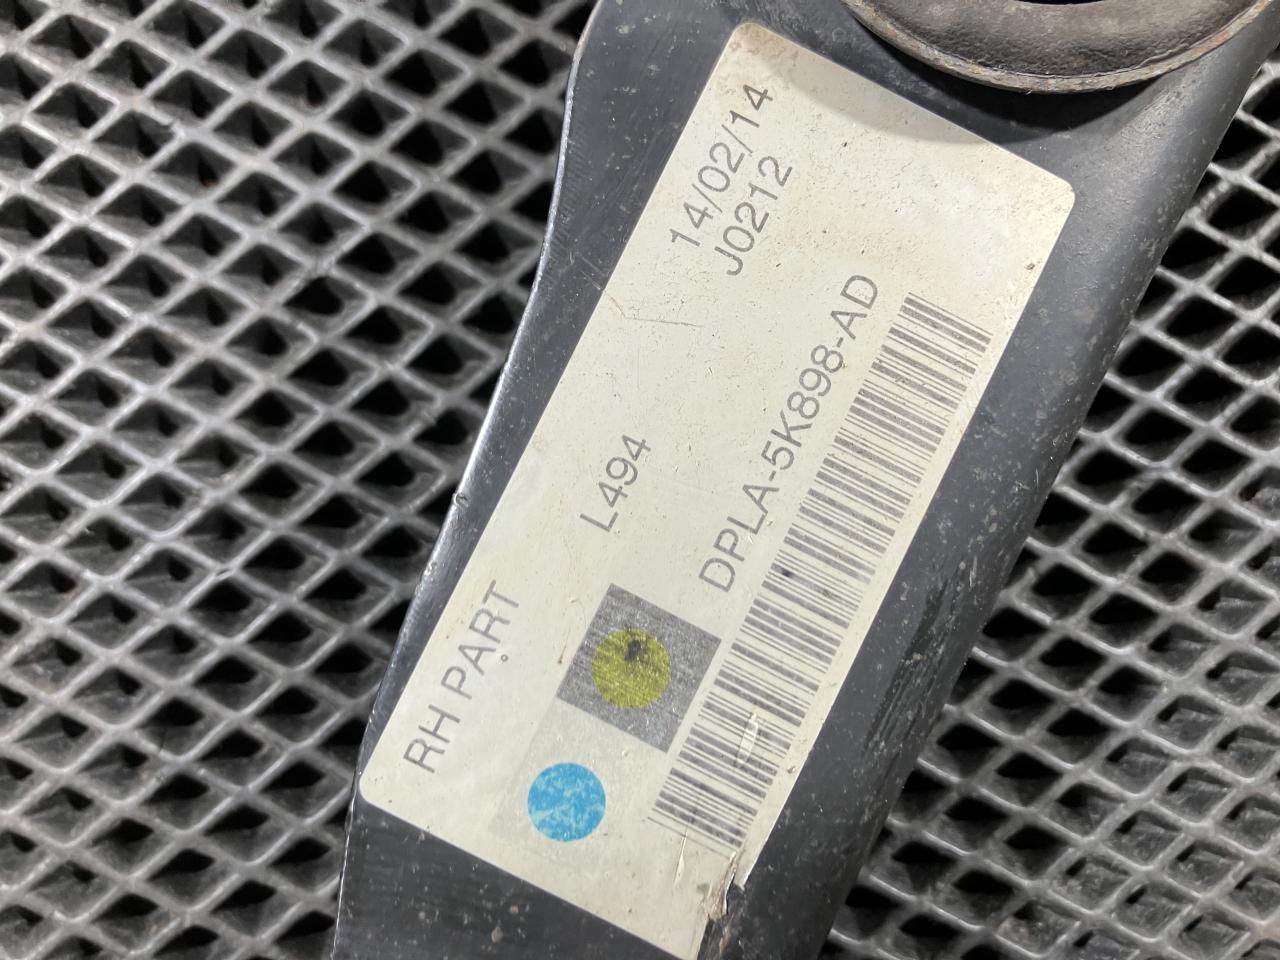 14/02/14
J0212
RH PART
L494
DPLA-5K898-AD